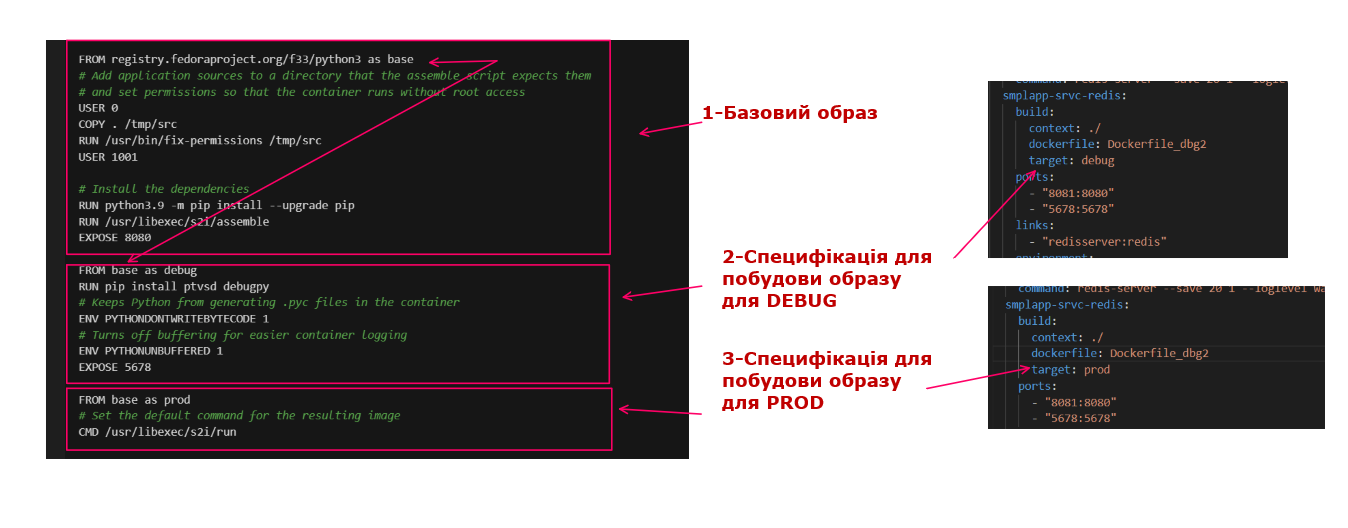 FROM registry.fedoraproject.org/f33/python3 as base
# Add application sources to a directory that the assemble script expects them
# and set permissions so that the container runs without root access
USER 0
COPY . /tmp/src
RUN /usr/bin/fix-permissions /tmp/src
USER 1001
# Install the dependencies
RUN python3.9 -m pip install --upgrade pip
RUN /usr/libexec/s2i/assemble
EXPOSE 8080
FROM base as debug
RUN pip install ptvsd debugpy
# Keeps Python from generating .pyc files in the container
ENV PYTHONDONTWRITEBYTECODE 1
# Turns off buffering for easier container logging
ENV PYTHONUNBUFFERED 1
EXPOSE 5678
FROM base as prod
# Set the default command for the resulting image
CMD /usr/libexec/s2i/run
1-Базовий образ
2-Специфікація для
побудови образу
для DEBUG
3-Специфікація для
побудови образу
для PROD
command: redis-server --save 20 1 --logle
smplapp-srvc-redis:
build:
context: ./
dockerfile: Dockerfile_dbg2
target: debug
ports:
- "8081:8080"
- "5678:5678"
links:
- "redisserver:redis"
environment:
command: redis-server --save 20 1 --loglevel wa
smplapp-srvc-redis:
build:
context: ./
dockerfile: Dockerfile_dbg2
target: prod
ports:
- "8081:8080"
- "5678:5678"